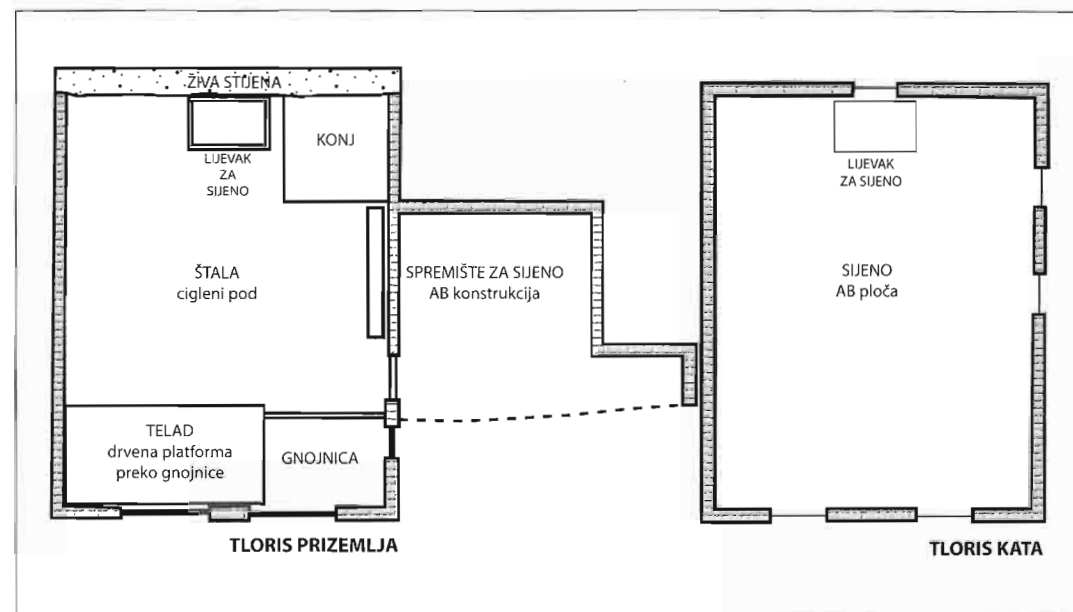 ŽIVA STIJENA
KONJ
LIJEVAK
ZA
SIJENO
ŠTALA
cigleni pod
SPREMIŠTE ZA SIJENO
AB konstrukcija
TELAD
drvena platforma
preko gnojnice
GNOJNICA
TLORIS PRIZEMLJA
LIJEVAK
ZA SIJENO
SIJENO
AB ploča
TLORIS KATA